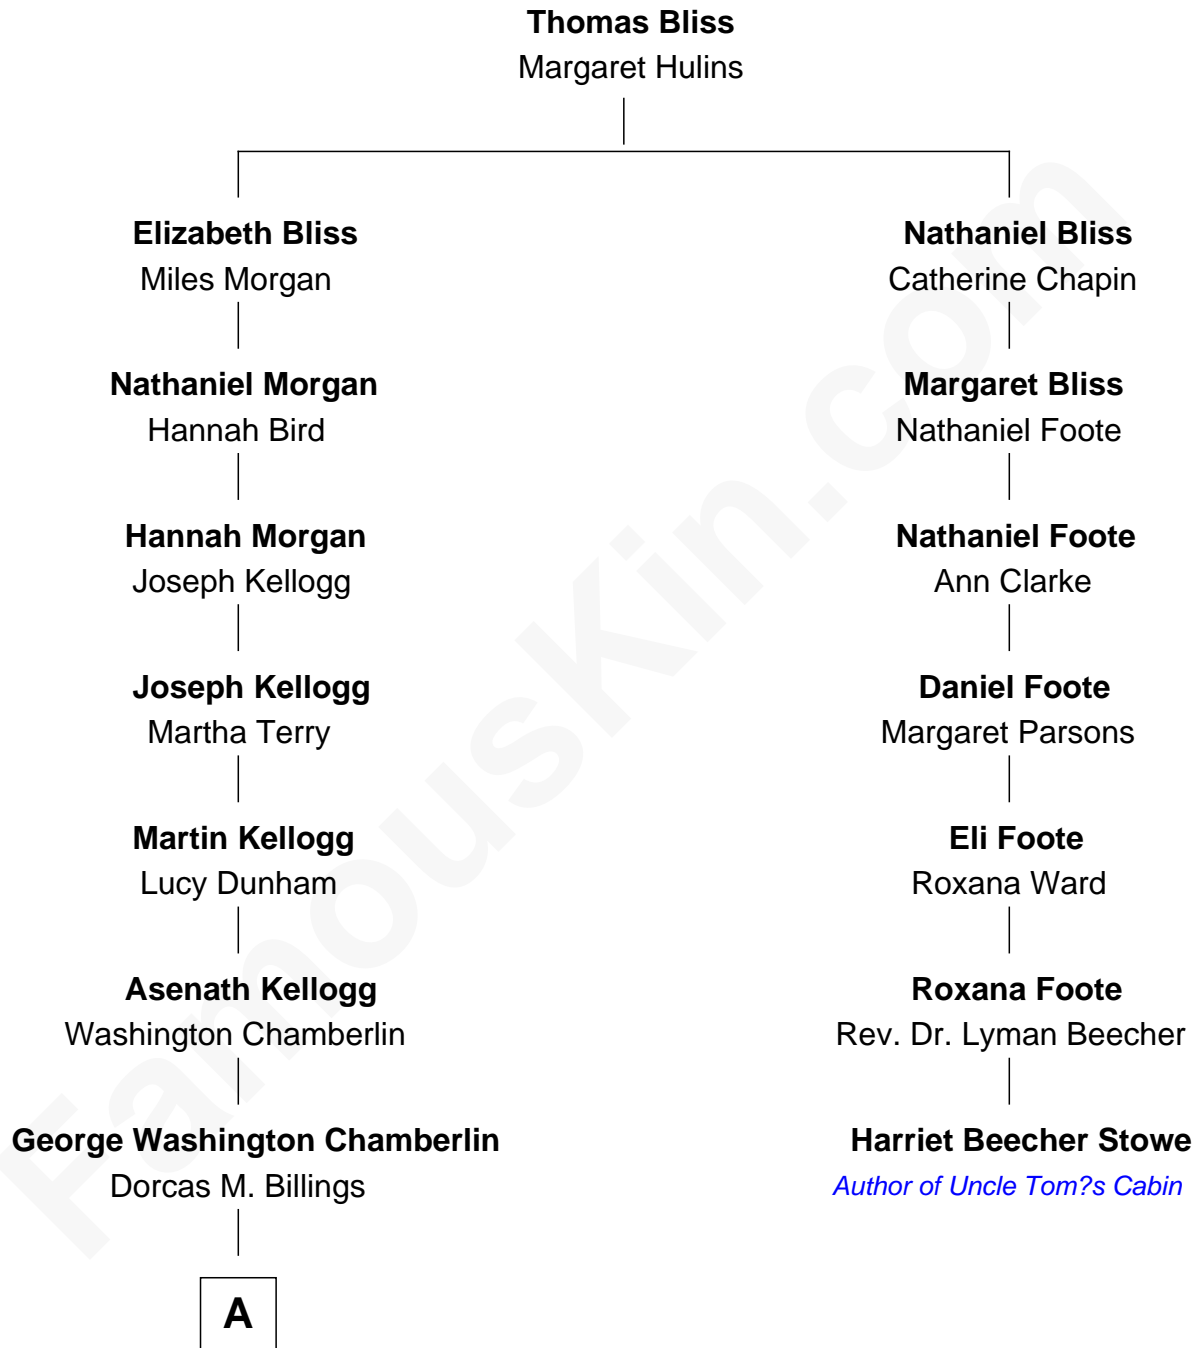 Thomas Bliss
Margaret Hulins
Elizabeth Bliss
Miles Morgan
Nathaniel Bliss
Catherine Chapin
Nathaniel Morgan
Hannah Bird
Margaret Bliss
Nathaniel Foote
Hannah Morgan
Joseph Kellogg
Nathaniel Foote
Ann Clarke
Joseph Kellogg
Martha Terry
Daniel Foote
Margaret Parsons
Martin Kellogg
Lucy Dunham
Eli Foote
Roxana Ward
Asenath Kellogg
Washington Chamberlin
Roxana Foote
Rev. Dr. Lyman Beecher
George Washington Chamberlin
Dorcas M. Billings
Harriet Beecher Stowe
Author of Uncle Tom?s Cabin
A
FamousKin.com